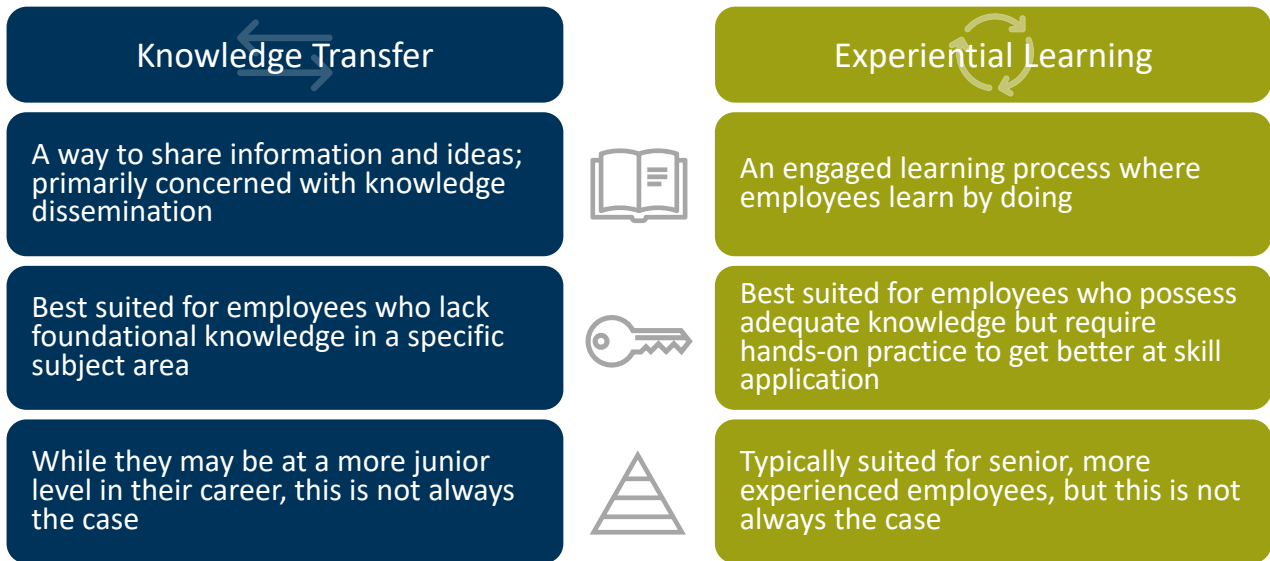 Knowledge Transfer
Experiential Learning
A way to share information and ideas;
primarily concerned with knowledge
dissemination
An engaged learning process where
employees learn by doing
Best suited for employees who lack
foundational knowledge in a specific
subject area
Best suited for employees who possess
adequate knowledge but require
hands-on practice to get better at skill
application
While they may be at a more junior
level in their career, this is not always
the case
Typically suited for senior, more
experienced employees, but this is not
always the case